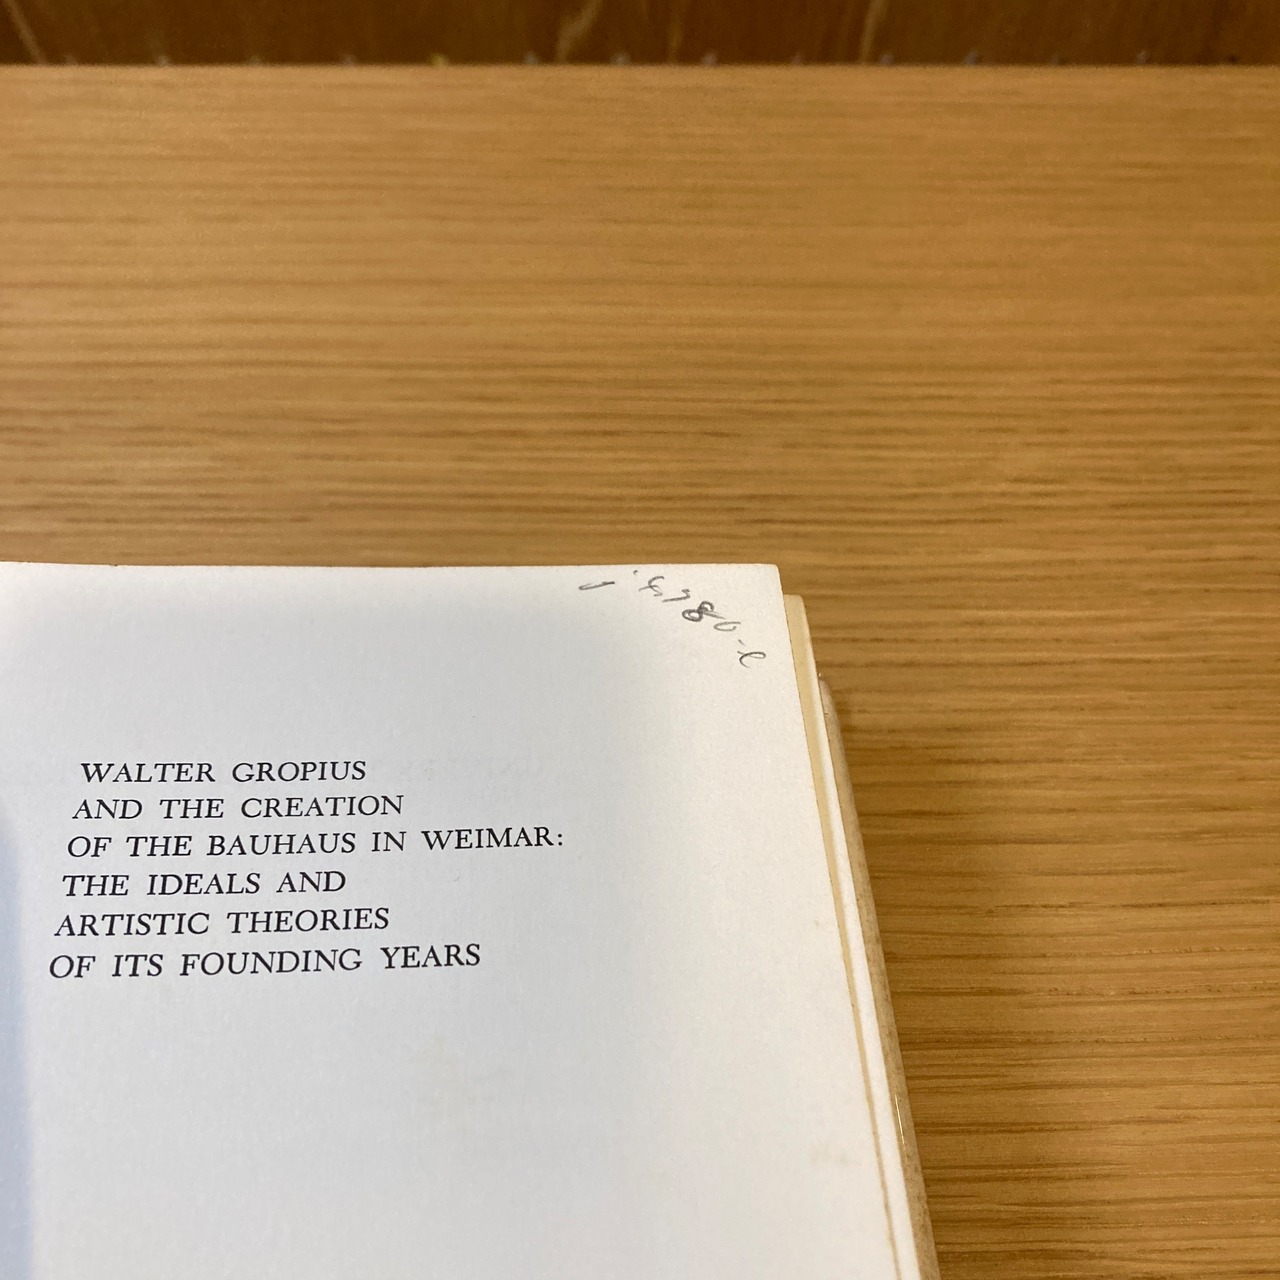 WALTER GROPIUS
AND THE CREATION
OF THE BAUHAUS IN WEIMAR:
THE IDEALS AND
ARTISTIC THEORIES
OF ITS FOUNDING YEARS